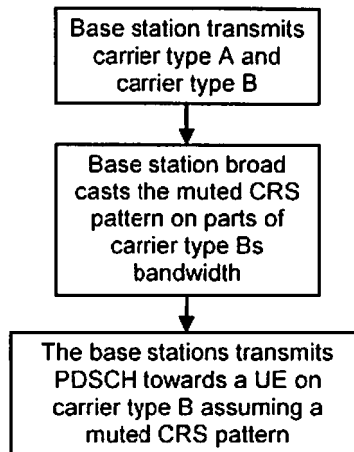 Base station transmits
carrier type A and
carrier type B
Base station broad
casts the muted CRS
pattern on parts of
carrier type Bs
bandwidth
The base stations transmits
PDSCH towards a UE on
carrier type B assuming a
muted CRS pattern